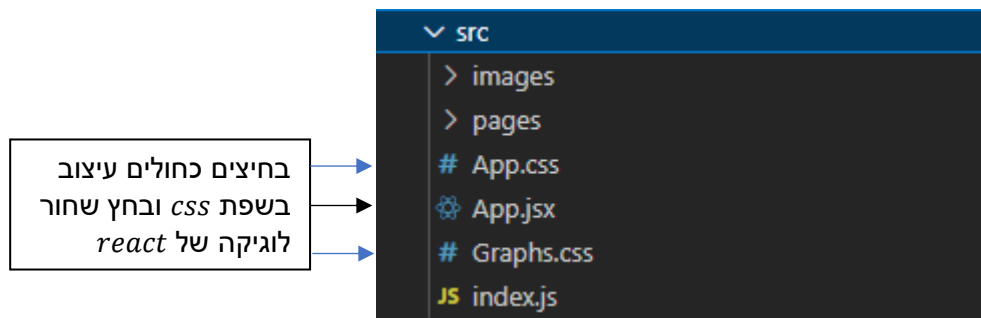 src
images
pages
# App.css
App.jsx
# Graphs.css
JS index.js
בחיצים כחולים עיצוב
בשפת css ובחץ שחור
לוגיקה של react